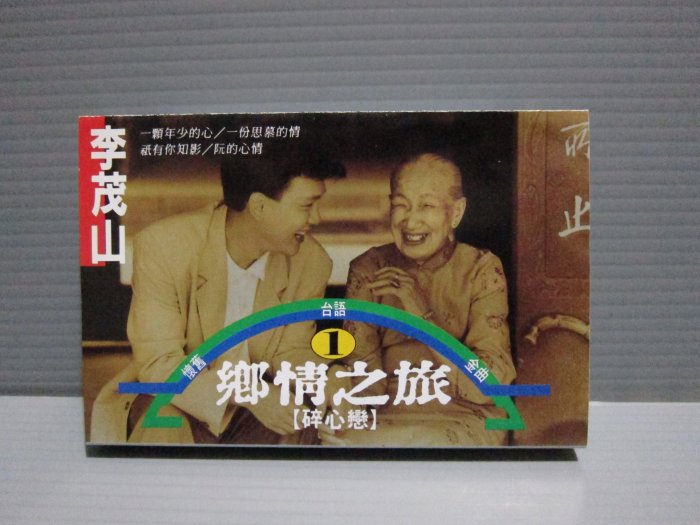 李茂山
一顆年少的心／一份思慕的情
祇有你知影／阮的心情
台語
懷舊
1
金曲
鄉情之旅
【碎心戀】
止